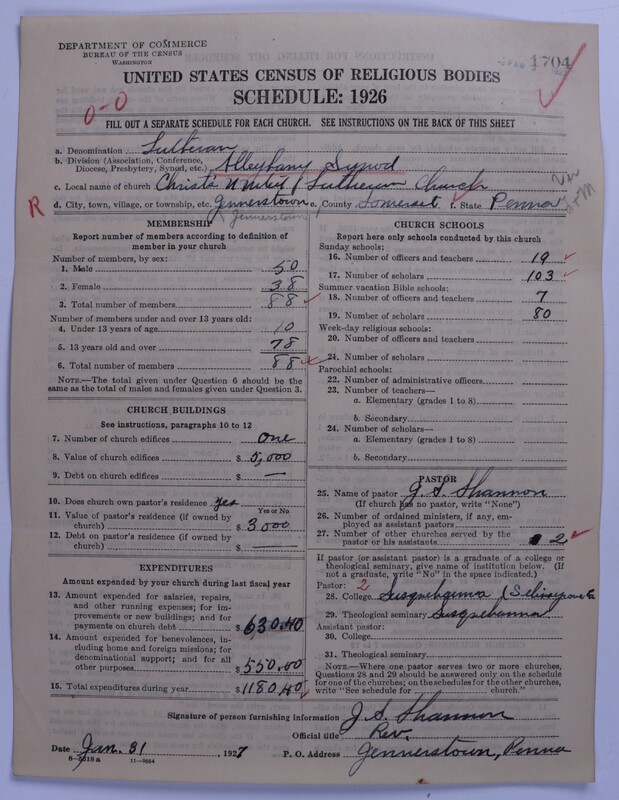 DEPARTMENT OF COMMERCE
BUREAU OF THE CENSUS
WASHINGTON
1704
UNITED STATES CENSUS OF RELIGIOUS BODIES
SCHEDULE: 1926
0-0
FILL OUT A SEPARATE SCHEDULE FOR EACH CHURCH. SEE INSTRUCTIONS ON THE BACK OF THIS SHEET
a. Denomination Lutheran
b. Division (Association, Conference, Diocese, Presbytery, Synod, etc.) Alleghany Synod
c. Local name of church Lutheran Church
R d. City, town, village, or township, etc. Jennerstown e. County Somerset f. State Penna
Jennerstown
MEMBERSHIP
Report number of members according to definition of member in your church
Number of members, by sex:
1. Male 50
2. Female 38
3. Total number of members 88
Number of members under and over 13 years old:
4. Under 13 years of age 10
5. 13 years old and over 78
6. Total number of members 88
NOTE.—The total given under Question 6 should be the same as the total of males and females given under Question 3.
CHURCH BUILDINGS
See instructions, paragraphs 10 to 12
7. Number of church edifices one
8. Value of church edifices $ 5,000
9. Debt on church edifices $ —
10. Does church own pastor's residence yes
Yes or No
11. Value of pastor's residence (if owned by church) $ 3000
12. Debt on pastor's residence (if owned by church) $ —
EXPENDITURES
Amount expended by your church during last fiscal year
13. Amount expended for salaries, repairs, and other running expenses; for improvements or new buildings; and for payments on church debt $ 630.40
14. Amount expended for benevolences, including home and foreign missions; for denominational support; and for all other purposes $ 550.00
15. Total expenditures during year $ 1180.40
CHURCH SCHOOLS
Report here only schools conducted by this church
Sunday schools:
16. Number of officers and teachers 19
17. Number of scholars 103
Summer vacation Bible schools:
18. Number of officers and teachers 7
19. Number of scholars 80
Week-day religious schools:
20. Number of officers and teachers
21. Number of scholars
Parochial schools:
22. Number of administrative officers
23. Number of teachers—
a. Elementary (grades 1 to 8)
b. Secondary
24. Number of scholars—
a. Elementary (grades 1 to 8)
b. Secondary
PASTOR
25. Name of pastor J. S. Shannon
(If church has no pastor, write "None")
26. Number of ordained ministers, if any, employed as assistant pastors
27. Number of other churches served by the pastor or his assistants 2
If pastor (or assistant pastor) is a graduate of a college or theological seminary, give name of institution below. (If not a graduate, write "No" in the space indicated.)
Pastor: 2
28. College Susquehanna
29. Theological seminary Susquehanna
Assistant pastor:
30. College
31. Theological seminary
NOTE.—Where one pastor serves two or more churches, Questions 28 and 29 should be answered only on the schedule for one of the churches; on the schedules for the other churches, write "See schedule for ________ church."
Signature of person furnishing information J. S. Shannon
Official title Rev.
Date Jan. 31, 1927 P. O. Address Jennerstown, Penna
8—5518a 11—9664